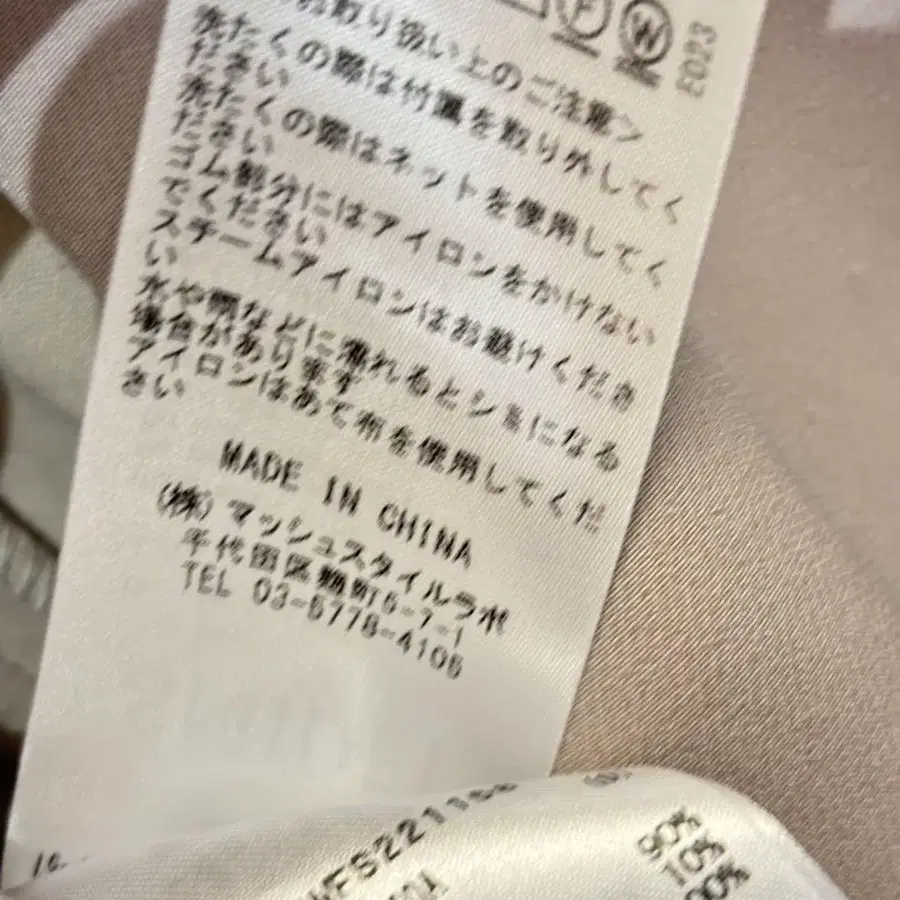 E023
お取り扱い上のご注意
洗たくの際は付属を取り外してく
ださい
洗たくの際はネットを使用してく
ださい
ゴム部分にはアイロンをかけない
でください
スチームアイロンはお避けくださ
い
水や雨などに濡れるとシミになる
場合があります
アイロンはあて布を使用してくだ
さい
MADE IN CHINA
(株)マッシュスタイルラボ
千代田区麹町5-7-1
TEL 03-5778-4106
FS2211
90%
10%
00%